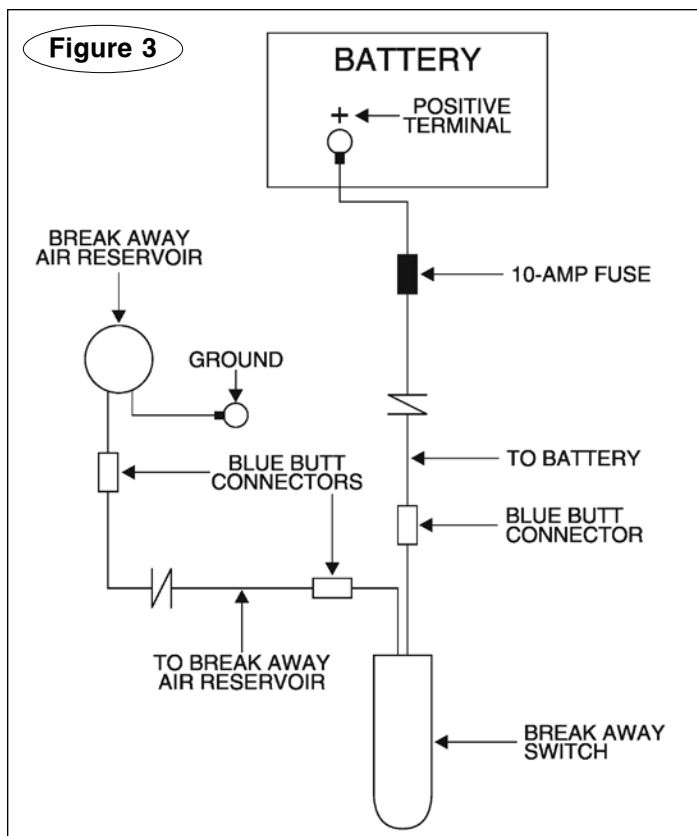 Figure 3
BATTERY
POSITIVE
TERMINAL
+
BREAK AWAY
AIR RESERVOIR
10-AMP FUSE
GROUND
BLUE BUTT
CONNECTORS
TO BATTERY
BLUE BUTT
CONNECTOR
TO BREAK AWAY
AIR RESERVOIR
BREAK AWAY
SWITCH